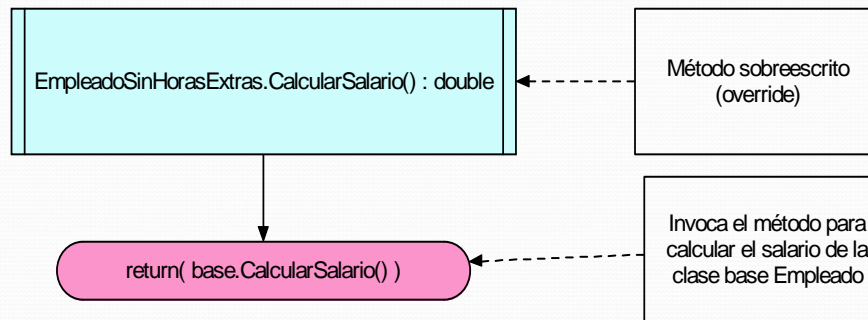 EmpleadoSinHorasExtras.CalcularSalario() : double
Método sobreescrito
(override)
return( base.CalcularSalario() )
Invoca el método para
calcular el salario de la
clase base Empleado